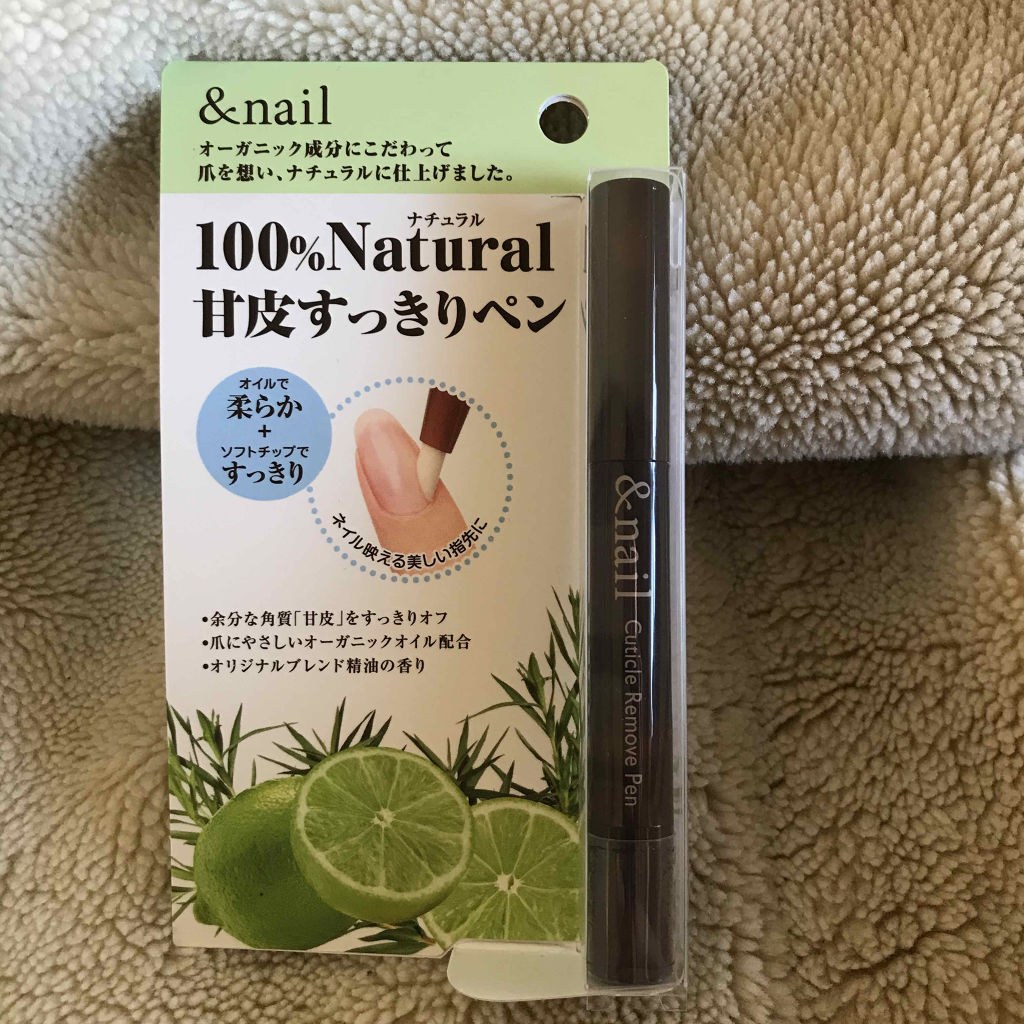 &nail
オーガニック成分にこだわって
爪を想い、ナチュラルに仕上げました。
ナチュラル
100%Natural
甘皮すっきりペン
オイルで
柔らか
+
ソフトチップで
すっきり
ネイル映える美しい指先に
•余分な角質「甘皮」をすっきりオフ
•爪にやさしいオーガニックオイル配合
•オリジナルブレンド精油の香り
&nail Cuticle Remove Pen